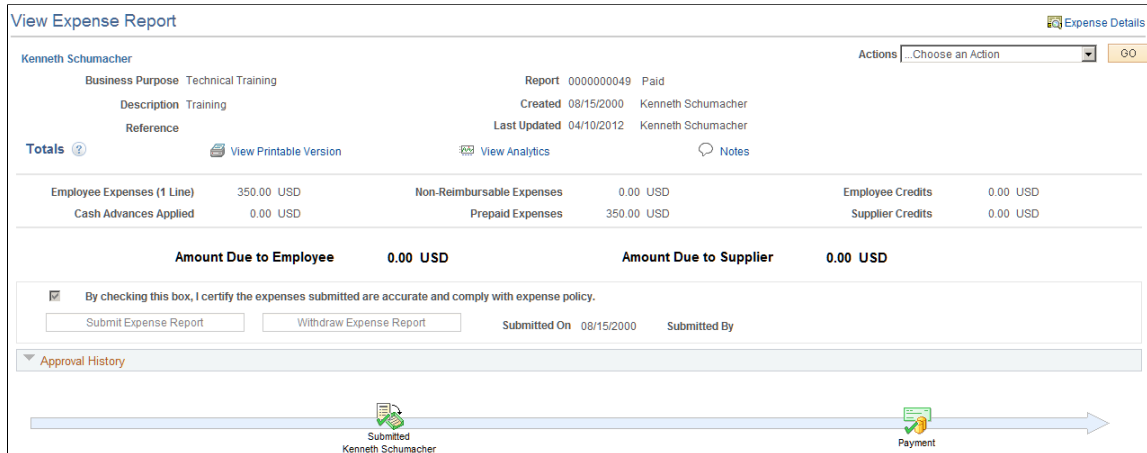 View Expense Report
Expense Details
Kenneth Schumacher
Actions ...Choose an Action GO
Business Purpose Technical Training Report 0000000049 Paid
Description Training Created 08/15/2000 Kenneth Schumacher
Reference Last Updated 04/10/2012 Kenneth Schumacher
Totals ? View Printable Version View Analytics Notes
Employee Expenses (1 Line) 350.00 USD Non-Reimbursable Expenses 0.00 USD Employee Credits 0.00 USD
Cash Advances Applied 0.00 USD Prepaid Expenses 350.00 USD Supplier Credits 0.00 USD
Amount Due to Employee 0.00 USD Amount Due to Supplier 0.00 USD
By checking this box, I certify the expenses submitted are accurate and comply with expense policy.
Submit Expense Report Withdraw Expense Report Submitted On 08/15/2000 Submitted By
Approval History
Submitted
Kenneth Schumacher
Payment